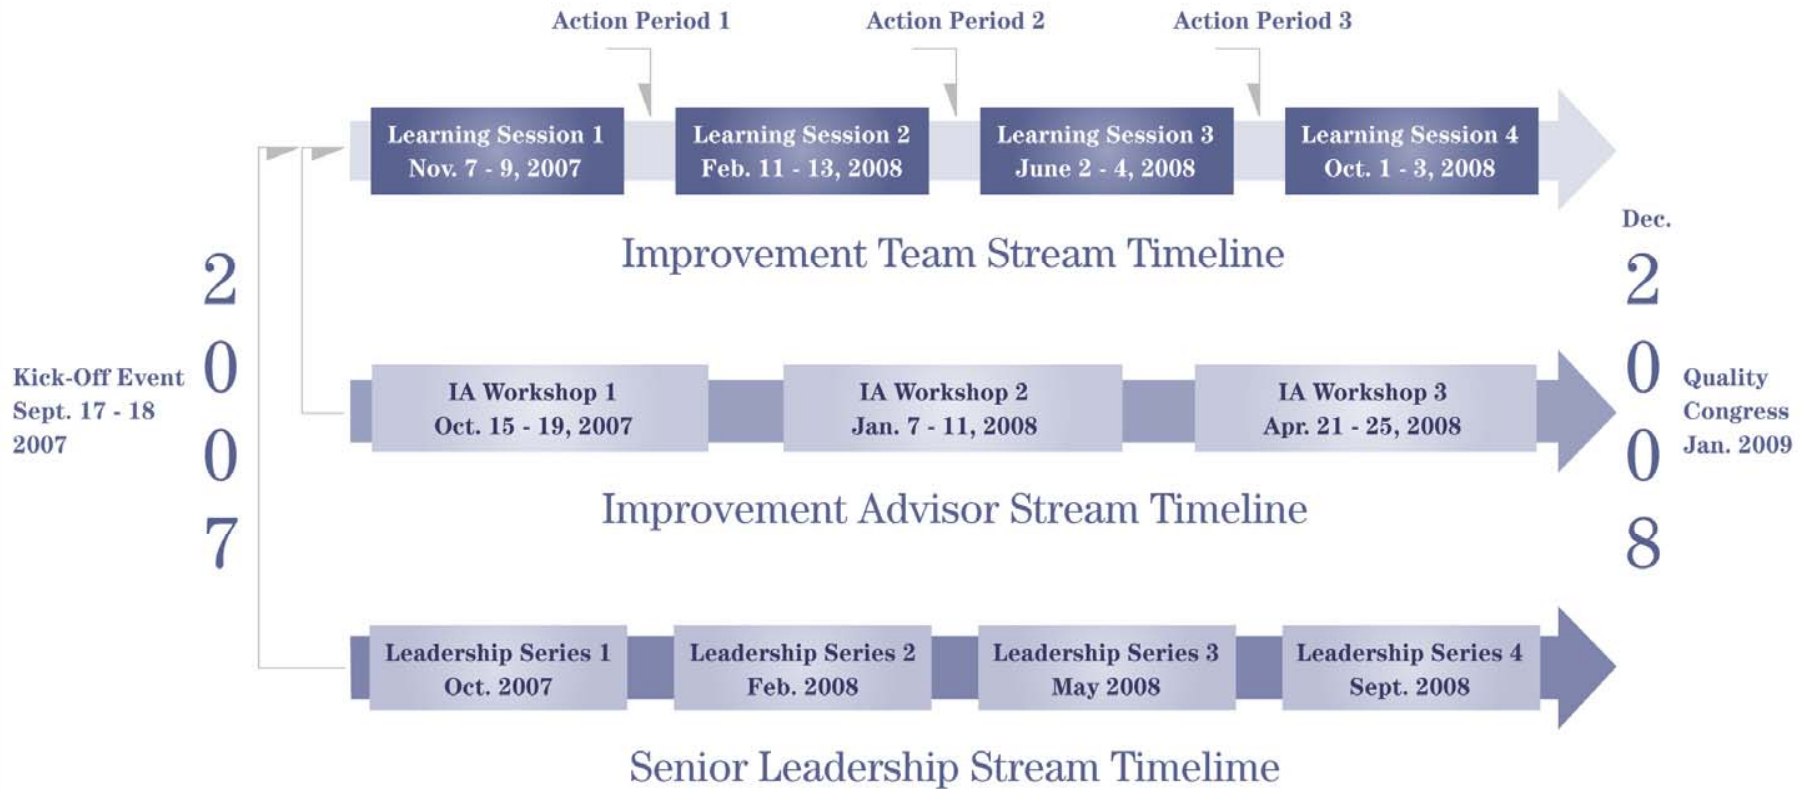 Action Period 1
Action Period 2
Action Period 3
Learning Session 1
Nov. 7 - 9, 2007
Learning Session 2
Feb. 11 - 13, 2008
Learning Session 3
June 2 - 4, 2008
Learning Session 4
Oct. 1 - 3, 2008
Improvement Team Stream Timeline
Kick-Off Event
Sept. 17 - 18
2007
2
0
0
7
IA Workshop 1
Oct. 15 - 19, 2007
IA Workshop 2
Jan. 7 - 11, 2008
IA Workshop 3
Apr. 21 - 25, 2008
Improvement Advisor Stream Timeline
Dec.
2
0
0
8
Quality
Congress
Jan. 2009
Leadership Series 1
Oct. 2007
Leadership Series 2
Feb. 2008
Leadership Series 3
May 2008
Leadership Series 4
Sept. 2008
Senior Leadership Stream Timelime